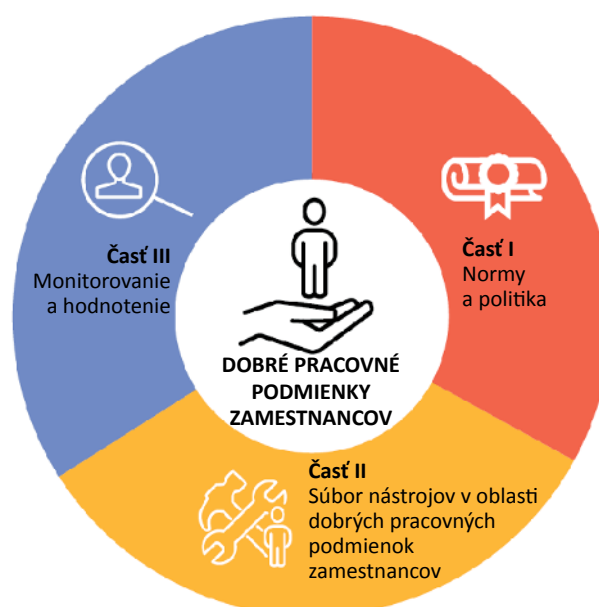 Časť III
Monitorovanie
a hodnotenie
Časť I
Normy
a politika
DOBRÉ PRACOVNÉ
PODMIENKY
ZAMESTNANCOV
Časť II
Súbor nástrojov v oblasti
dobrých pracovných
podmienok
zamestnancov